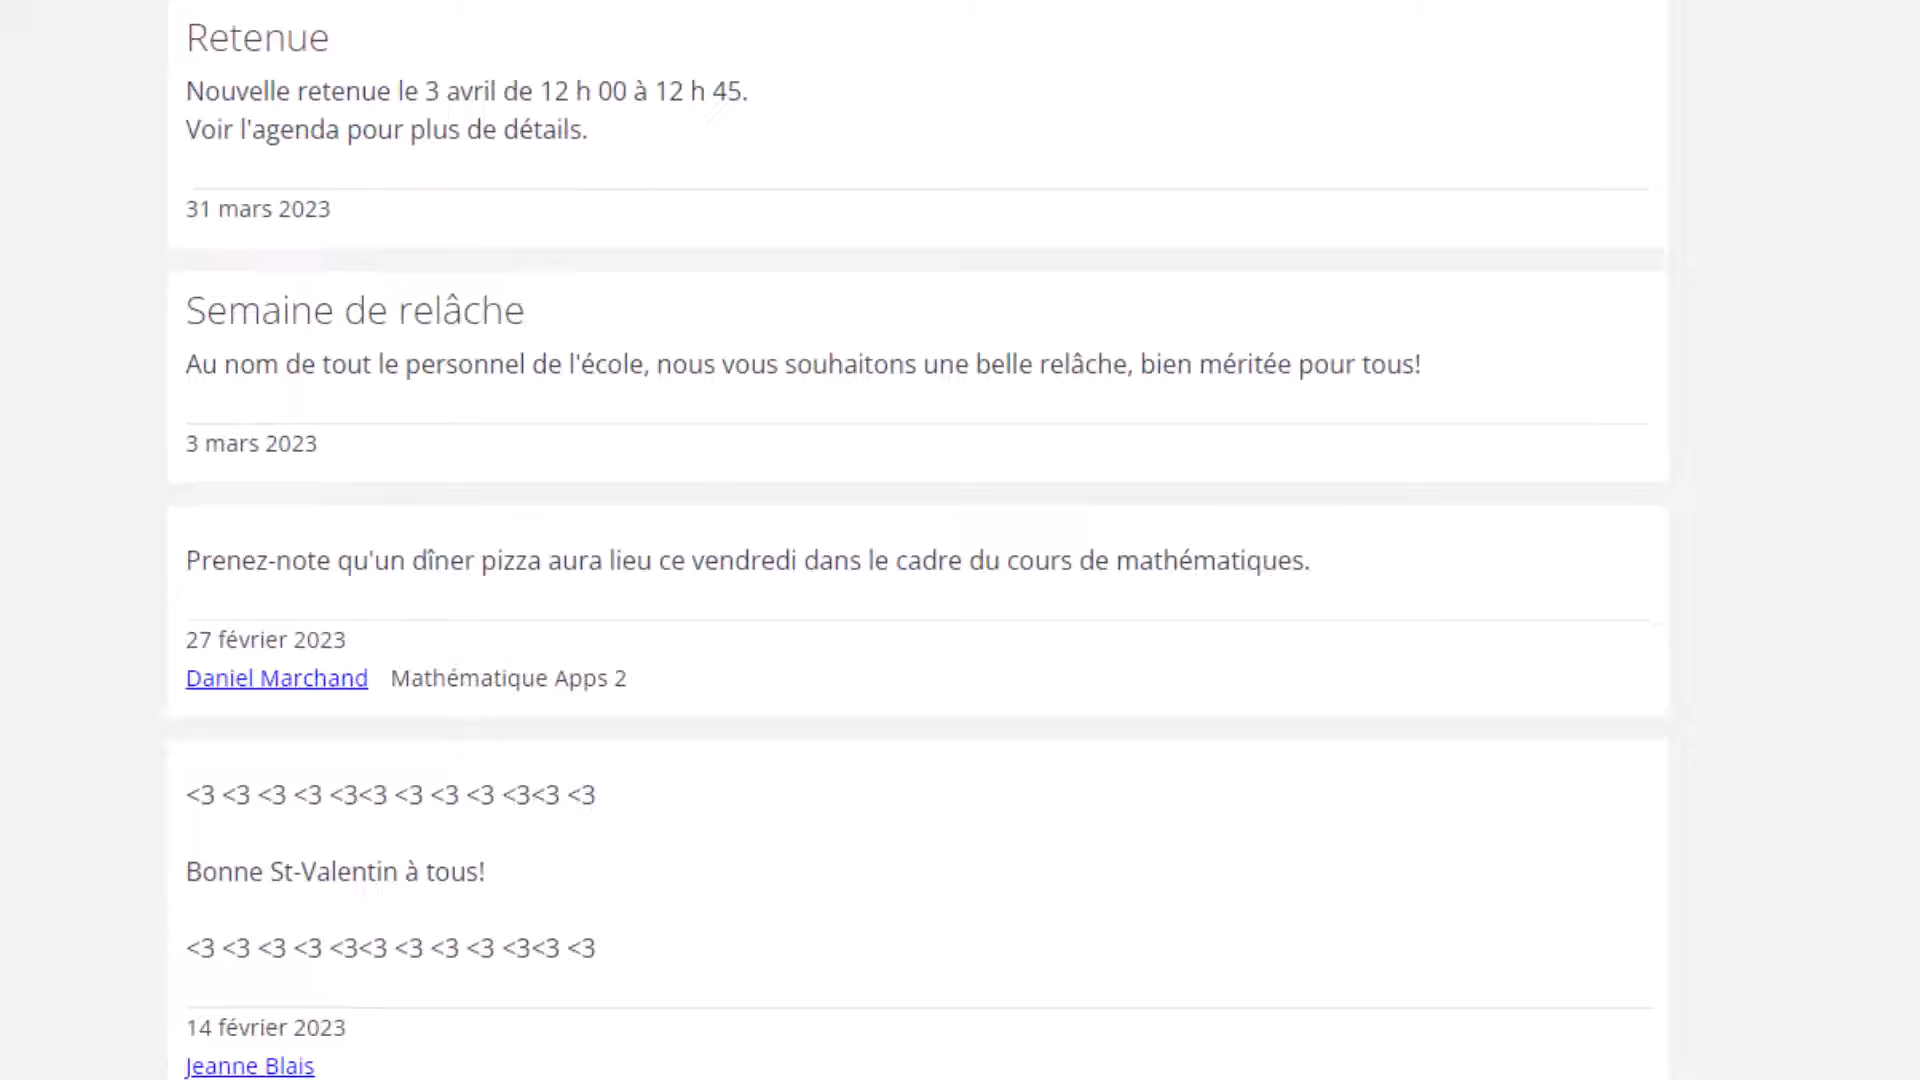 Retenue
Nouvelle retenue le 3 avril de 12 h 00 à 12 h 45.
Voir l'agenda pour plus de détails.
31 mars 2023
Semaine de relâche
Au nom de tout le personnel de l'école, nous vous souhaitons une belle relâche, bien méritée pour tous!
3 mars 2023
Prenez-note qu'un dîner pizza aura lieu ce vendredi dans le cadre du cours de mathématiques.
27 février 2023
Daniel Marchand Mathématique Apps 2
<3 <3 <3 <3 <3<3 <3 <3 <3 <3<3 <3
Bonne St-Valentin à tous!
<3 <3 <3 <3 <3<3 <3 <3 <3 <3<3 <3
14 février 2023
Jeanne Blais